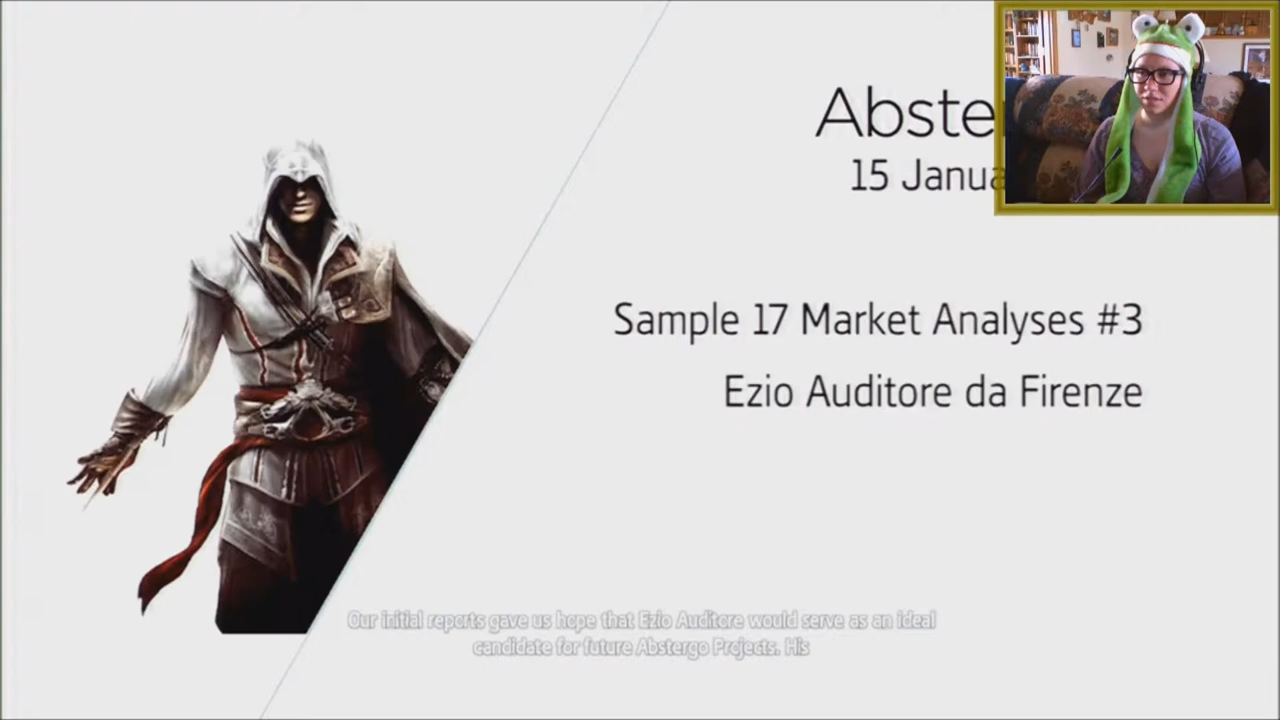 Abste
15 Janua
Sample 17 Market Analyses #3
Ezio Auditore da Firenze
Our initial reports gave us hope that Ezio Auditore would serve as an ideal
candidate for future Abstergo Projects. His